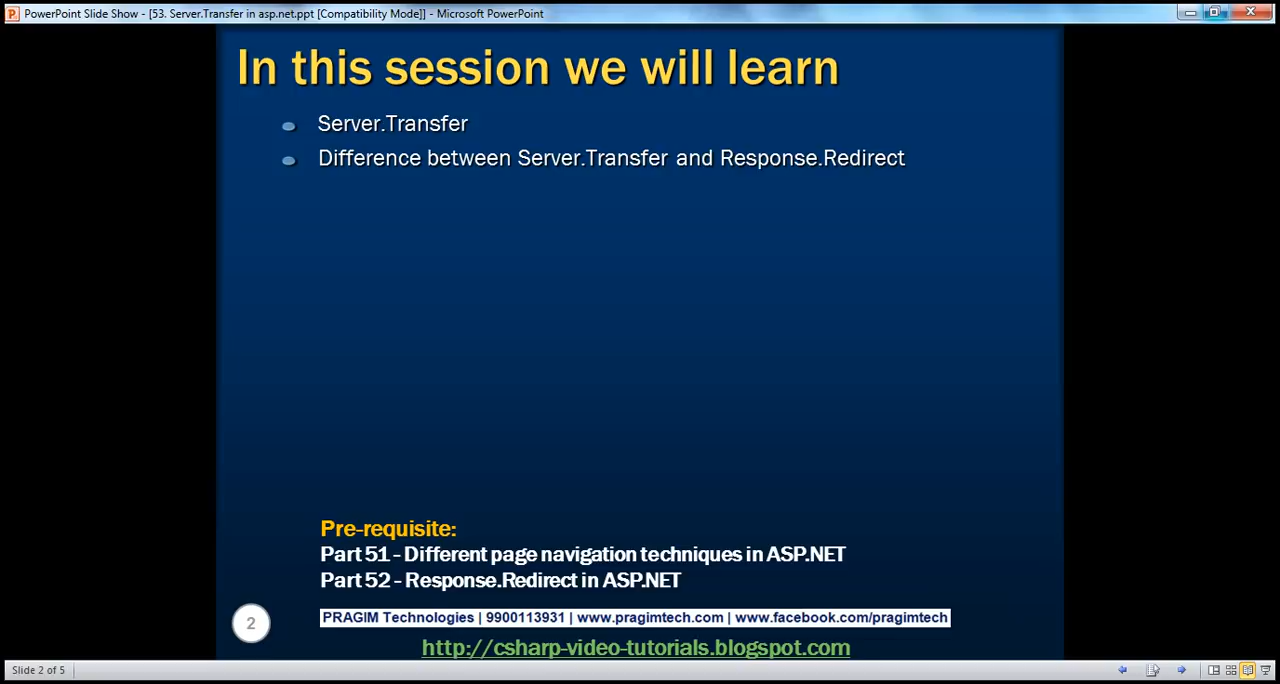 PowerPoint Slide Show - [53. Server.Transfer in asp.net.ppt [Compatibility Mode]] - Microsoft PowerPoint
In this session we will learn
Server.Transfer
Difference between Server.Transfer and Response.Redirect
Pre-requisite:
Part 51 - Different page navigation techniques in ASP.NET
Part 52 - Response.Redirect in ASP.NET
PRAGIM Technologies | 9900113931 | www.pragimtech.com | www.facebook.com/pragimtech
2
http://csharp-video-tutorials.blogspot.com
Slide 2 of 5